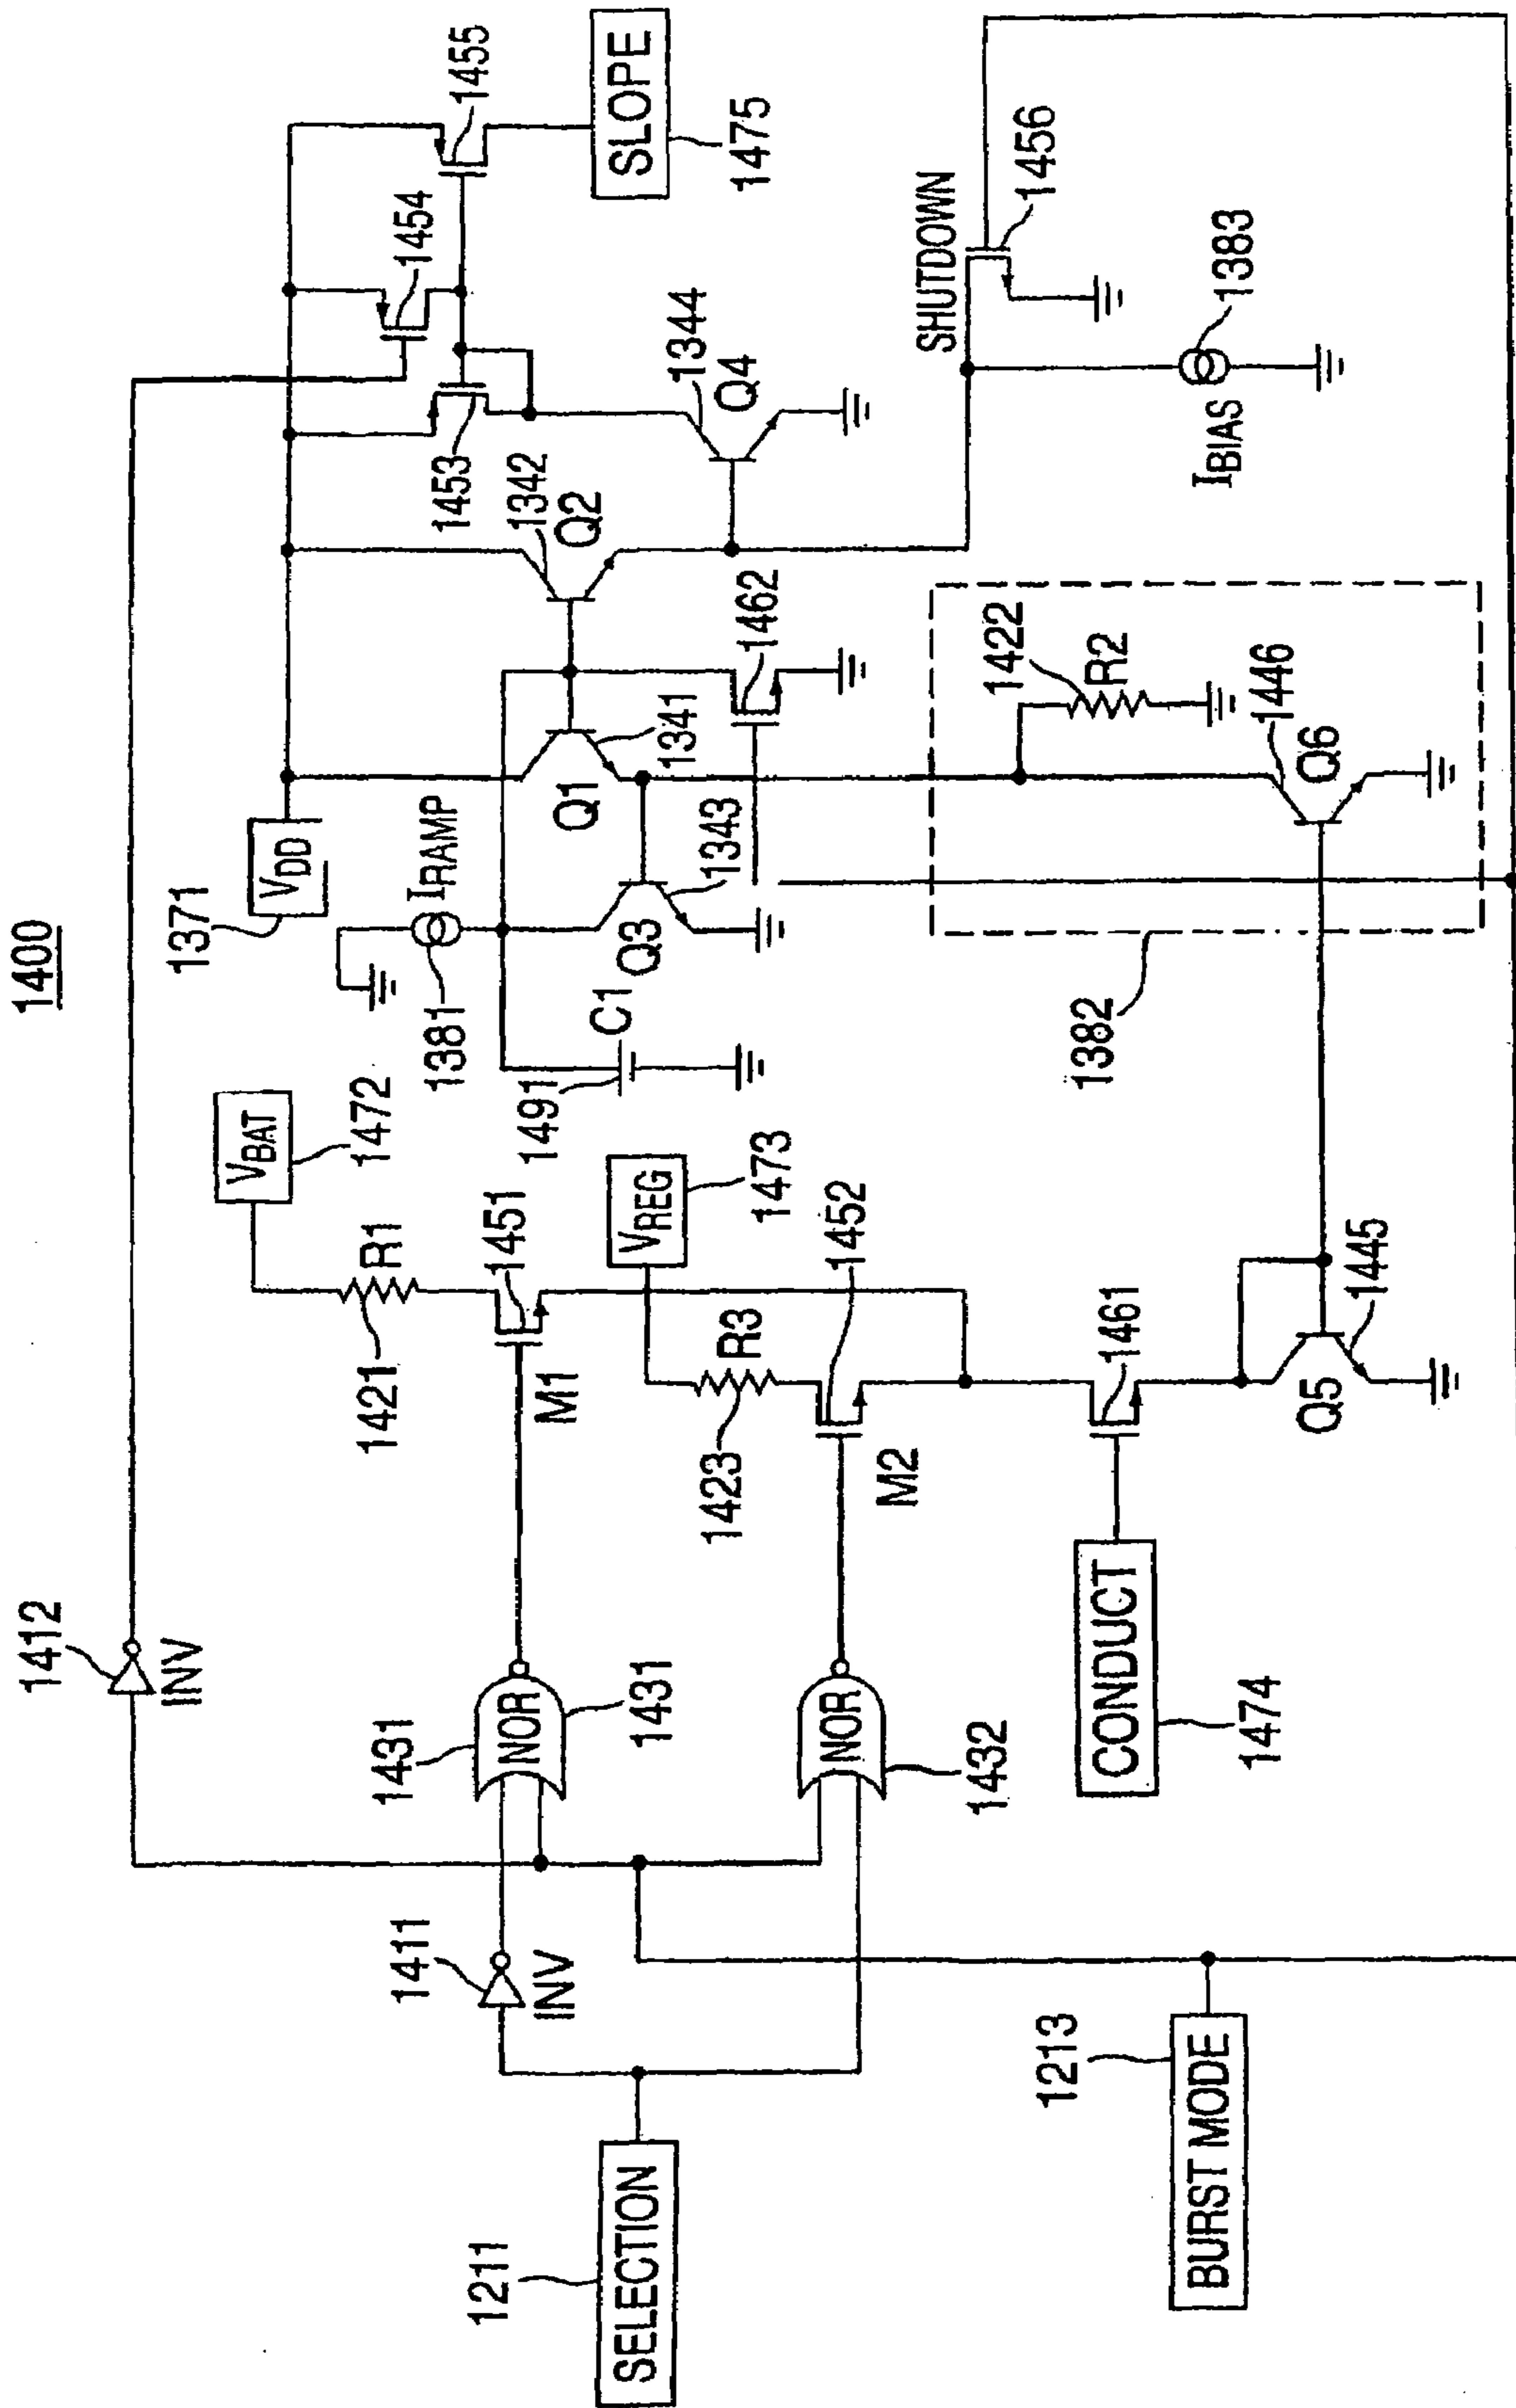 1400
1412
INV
1371
VDD
1454
1455
SLOPE
1475
1453
1342
Q2
1344
Q4
IRAMP
1381
Q1
1341
Q3
1343
1462
C1
1491
VBAT
1472
R1
1421
1451
M1
VREG
1473
R3
1423
1452
M2
SHUTDOWN
1456
1383
IBIAS
1422
R2
1446
Q6
1382
1431
NOR
1431
1411
INV
NOR
1432
1461
CONDUCT
1474
Q5
1445
1211
SELECTION
1213
BURST MODE